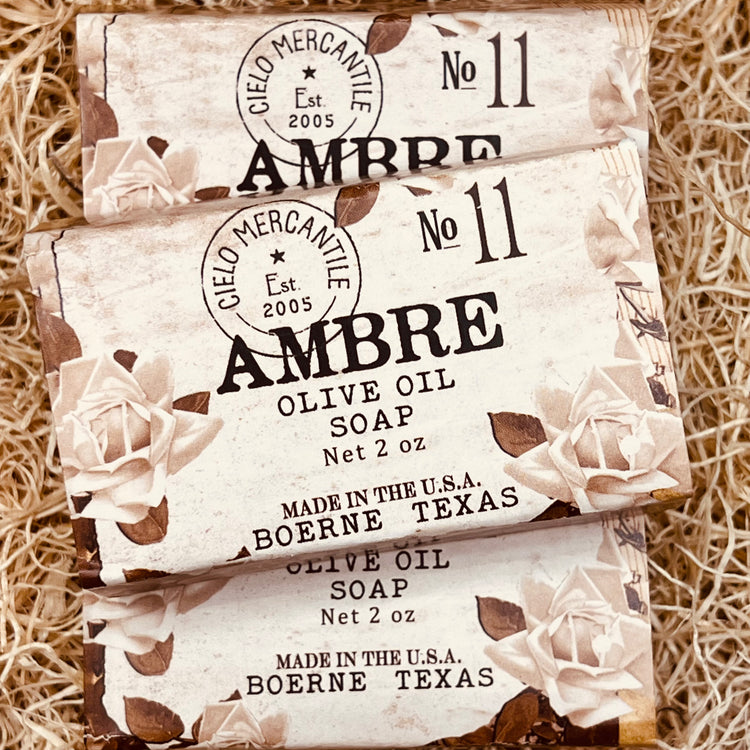 CIELO MERCANTILE
Est.
2005
No 11
AMBRE
CIELO MERCANTILE
Est.
2005
No 11
AMBRE
OLIVE OIL
SOAP
Net 2 oz
MADE IN THE U.S.A.
BOERNE TEXAS
OLIVE OIL
SOAP
Net 2 oz
MADE IN THE U.S.A.
BOERNE TEXAS